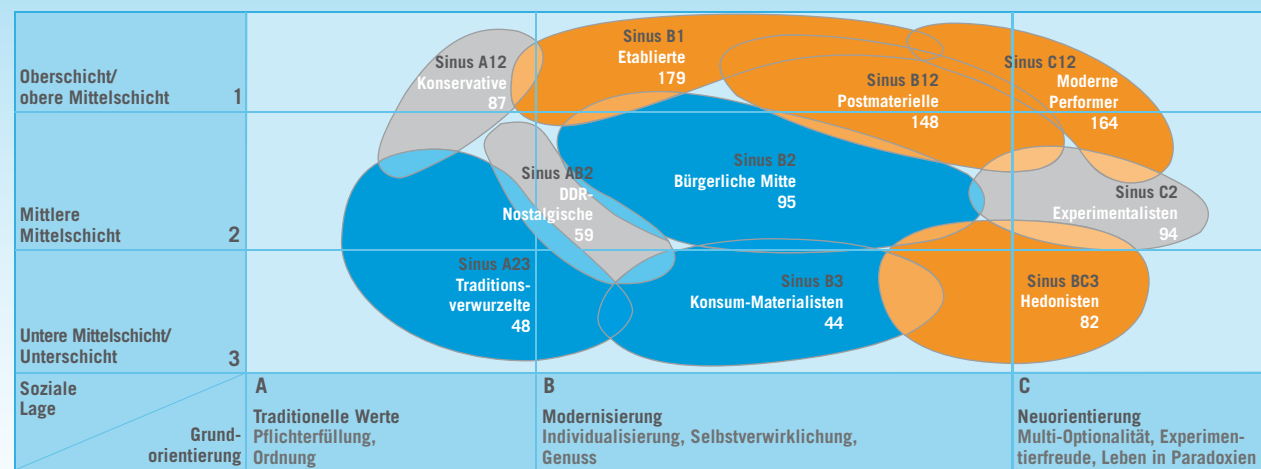 Oberschicht/
obere Mittelschicht 1
Mittlere
Mittelschicht 2
Untere Mittelschicht/
Unterschicht 3
Soziale
Lage
Grund-
orientierung
Sinus A12
Konservative
87
Sinus B1
Etablierte
179
Sinus B12
Postmaterielle
148
Sinus C12
Moderne
Performer
164
Sinus AB2
DDR-
Nostalgische
59
Sinus B2
Bürgerliche Mitte
95
Sinus C2
Experimentalisten
94
Sinus A23
Traditions-
verwurzelte
48
Sinus B3
Konsum-Materialisten
44
Sinus BC3
Hedonisten
82
A
Traditionelle Werte
Pflichterfüllung,
Ordnung
B
Modernisierung
Individualisierung, Selbstverwirklichung,
Genuss
C
Neuorientierung
Multi-Optionalität, Experimen-
tierfreude, Leben in Paradoxien